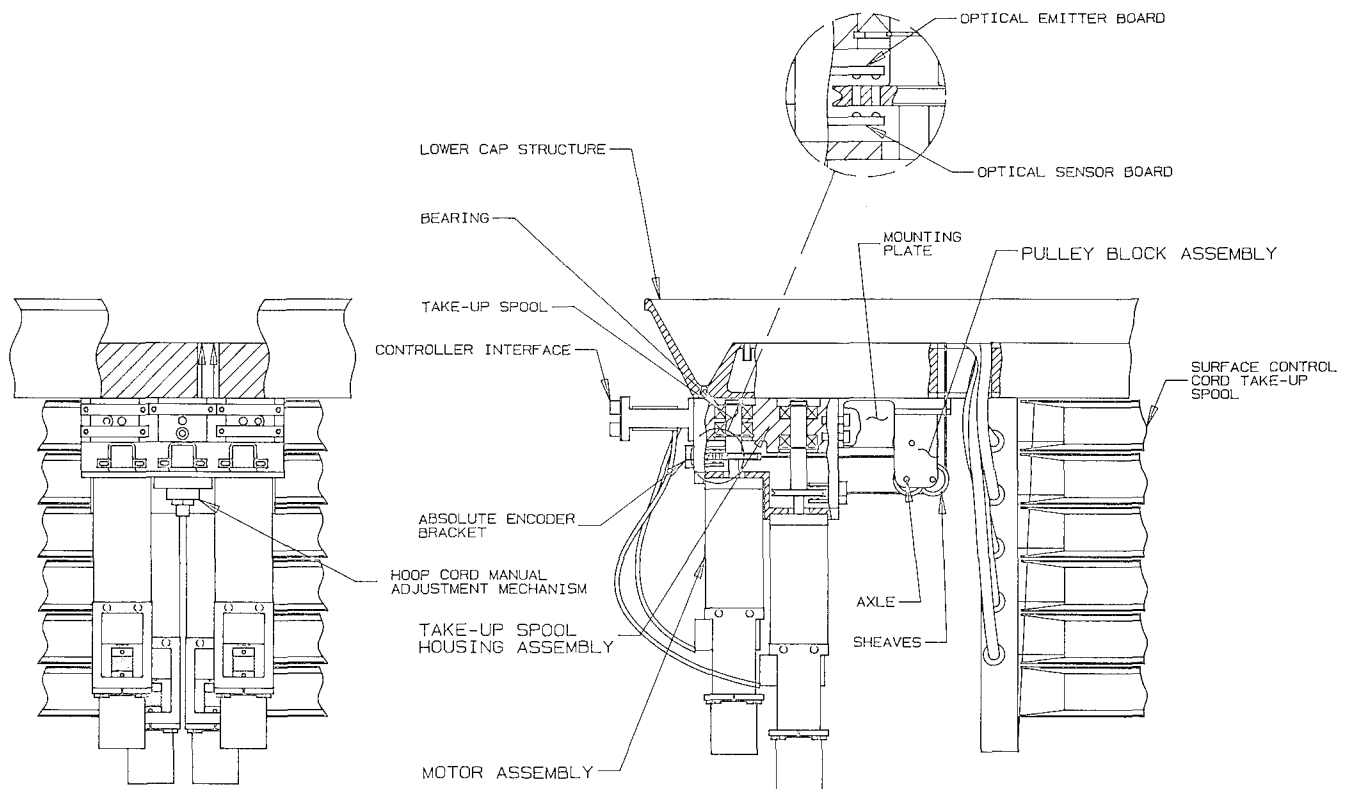 OPTICAL EMITTER BOARD
LOWER CAP STRUCTURE
OPTICAL SENSOR BOARD
BEARING
MOUNTING
PLATE
PULLEY BLOCK ASSEMBLY
TAKE-UP SPOOL
CONTROLLER INTERFACE
SURFACE CONTROL
CORD TAKE-UP
SPOOL
ABSOLUTE ENCODER
BRACKET
HOOP CORD MANUAL
ADJUSTMENT MECHANISM
AXLE
TAKE-UP SPOOL
HOUSING ASSEMBLY
SHEAVES
MOTOR ASSEMBLY